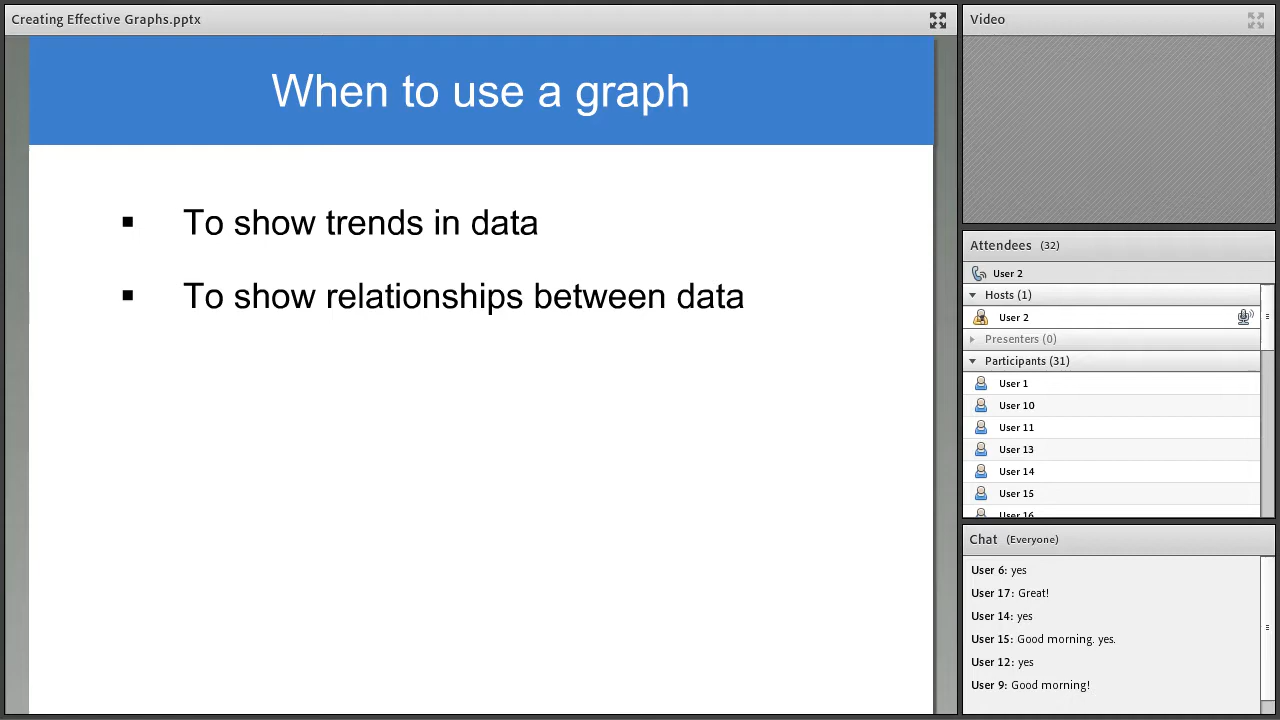 Creating Effective Graphs.pptx
When to use a graph
▪ To show trends in data
▪ To show relationships between data
Video
Attendees (32)
User 2
Hosts (1)
User 2
Presenters (0)
Participants (31)
User 1
User 10
User 11
User 13
User 14
User 15
User 16
Chat (Everyone)
User 6: yes
User 17: Great!
User 14: yes
User 15: Good morning. yes.
User 12: yes
User 9: Good morning!